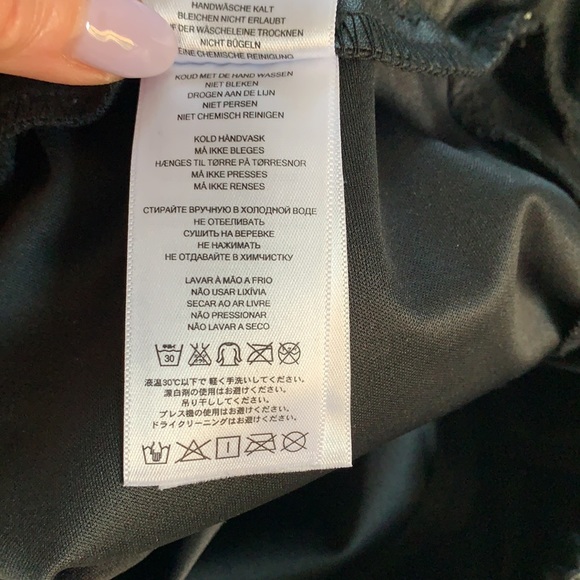 HANDWÄSCHE KALT
BLEICHEN NICHT ERLAUBT
AUF DER WÄSCHELEINE TROCKNEN
NICHT BÜGELN
KEINE CHEMISCHE REINIGUNG
KOUD MET DE HAND WASSEN
NIET BLEKEN
DROGEN AAN DE LIJN
NIET PERSEN
NIET CHEMISCH REINIGEN
KOLD HÅNDVASK
MÅ IKKE BLEGES
HÆNGES TIL TØRRE PÅ TØRRESNOR
MÅ IKKE PRESSES
MÅ IKKE RENSES
СТИРАЙТЕ ВРУЧНУЮ В ХОЛОДНОЙ ВОДЕ
НЕ ОТБЕЛИВАТЬ
СУШИТЬ НА ВЕРЕВКЕ
НЕ НАЖИМАТЬ
НЕ ОТДАВАЙТЕ В ХИМЧИСТКУ
LAVAR À MÃO A FRIO
NÃO USAR LIXÍVIA
SECAR AO AR LIVRE
NÃO PRESSIONAR
NÃO LAVAR A SECO
30
液温30℃以下で 軽く手洗いしてください。
漂白剤の使用はお避けください。
吊り干ししてください。
プレス機の使用はお避けください。
ドライクリーニングはお避けください。